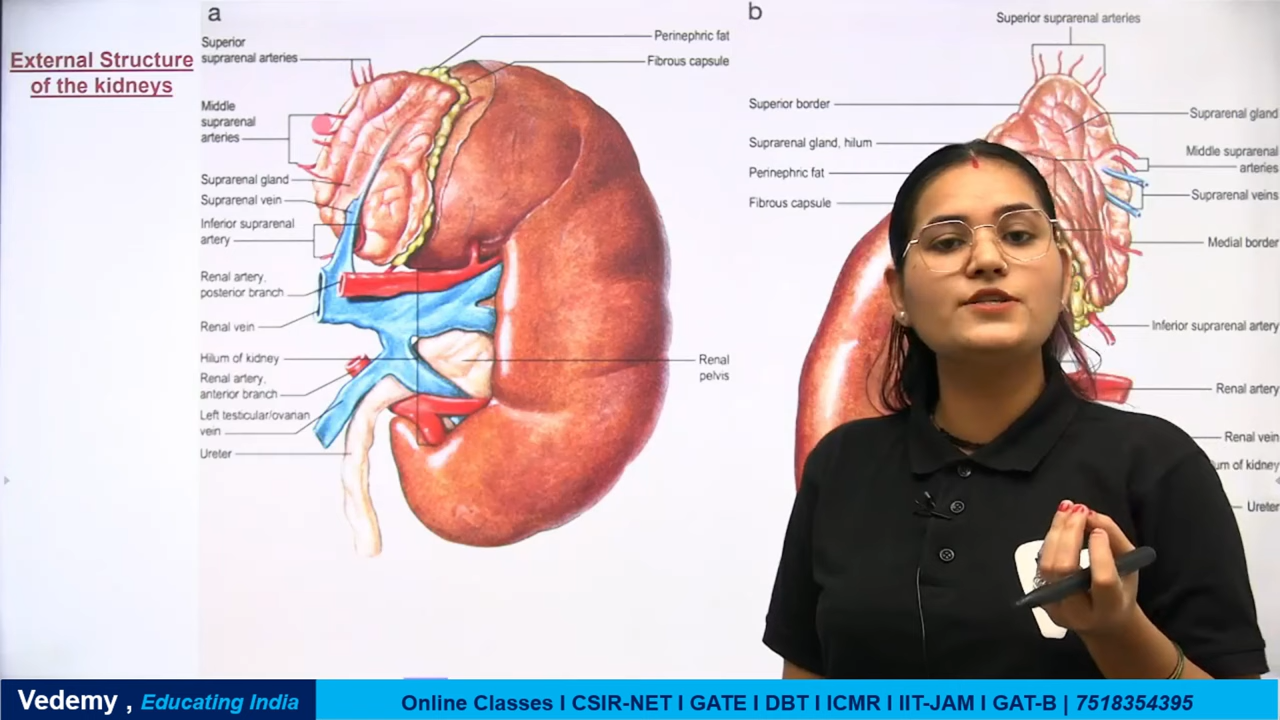 a
b
External Structure
of the kidneys
Superior
suprarenal arteries
Middle
suprarenal
arteries
Suprarenal gland
Suprarenal vein
Inferior suprarenal
artery
Renal artery,
posterior branch
Renal vein
Hilum of kidney
Renal artery,
anterior branch
Left testicular/ovarian
vein
Ureter
Perinephric fat
Fibrous capsule
Renal
pelvis
Superior suprarenal arteries
Superior border
Suprarenal gland, hilum
Perinephric fat
Fibrous capsule
Suprarenal gland
Middle suprarenal
arteries
Suprarenal veins
Medial border
Inferior suprarenal artery
Renal artery
Renal vein
of kidney
Ureter
Vedemy , Educating India
Online Classes I CSIR-NET I GATE I DBT I ICMR I IIT-JAM I GAT-B | 7518354395